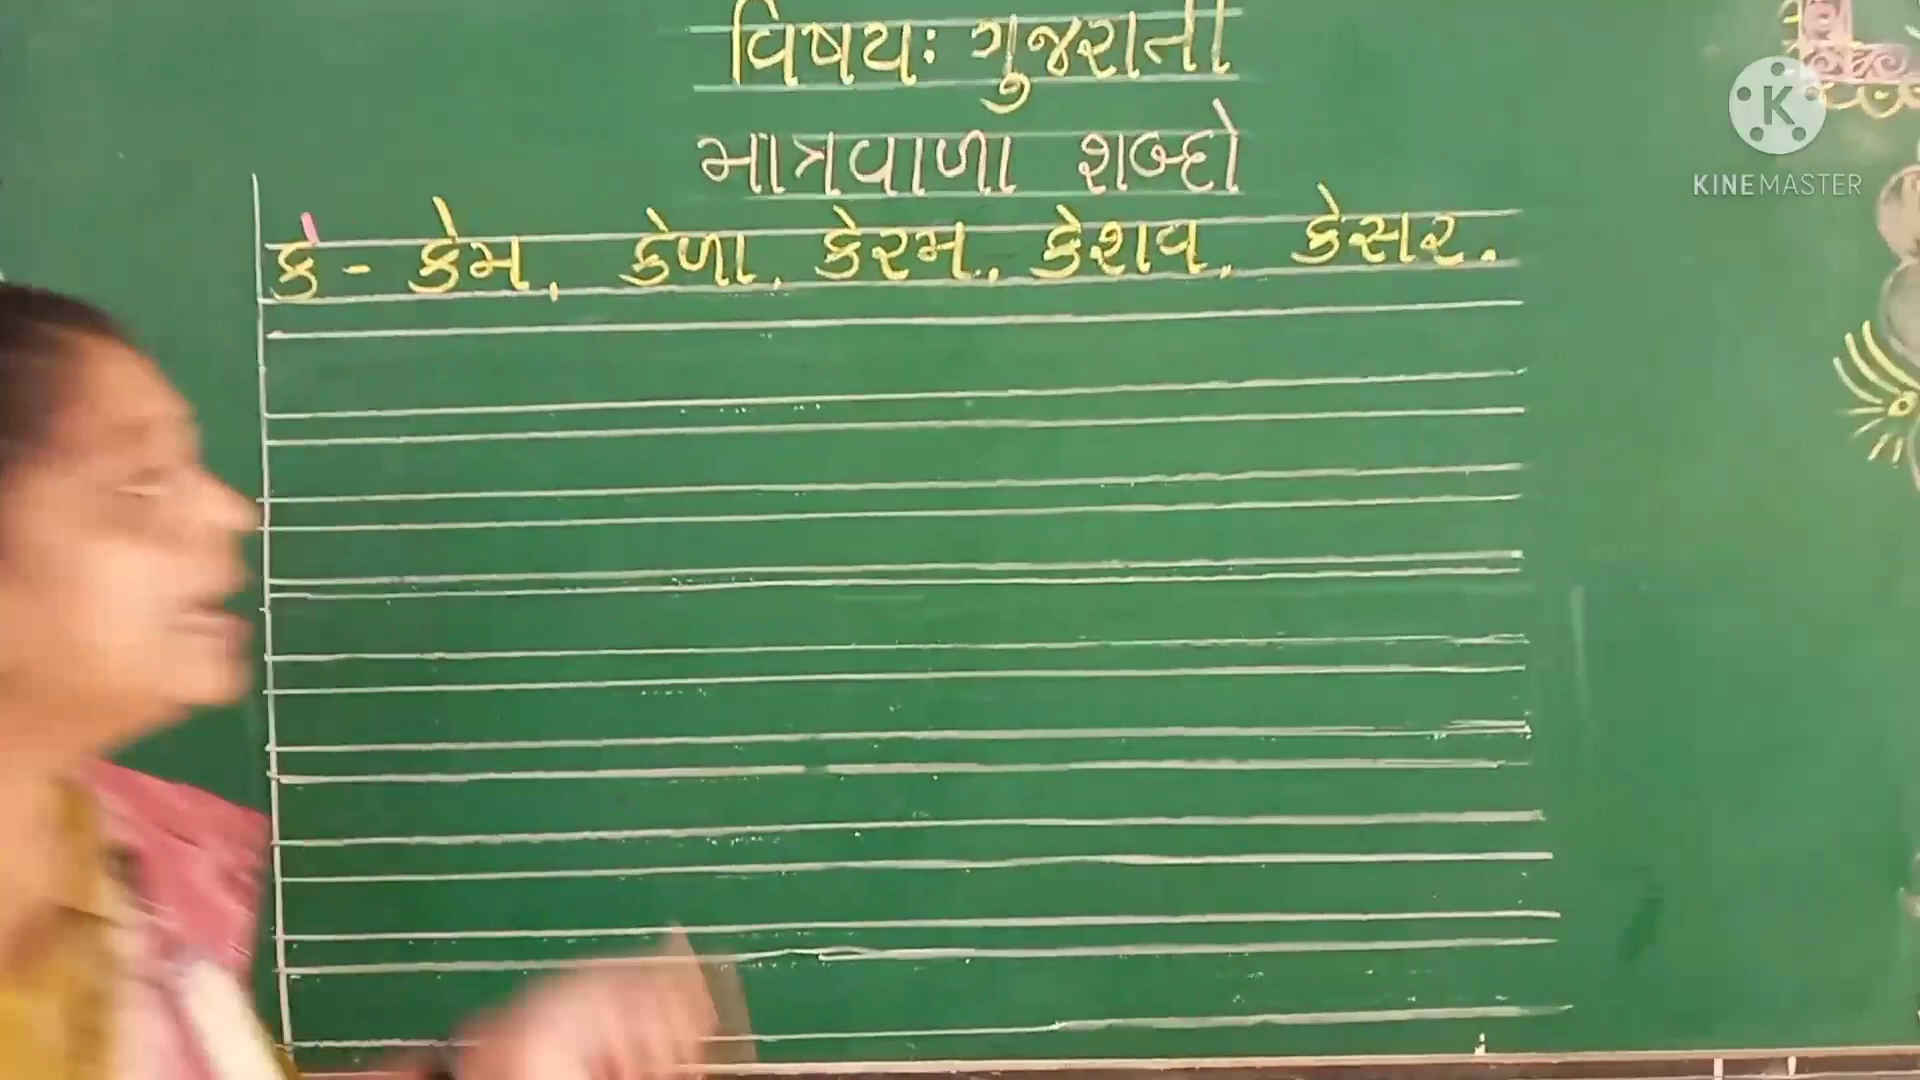 વિષયઃ ગુજરાતી
માત્રવાળા શબ્દો
કે - કેમ, કેળા, કેરમ, કેશવ, કેસર.
KINEMASTER